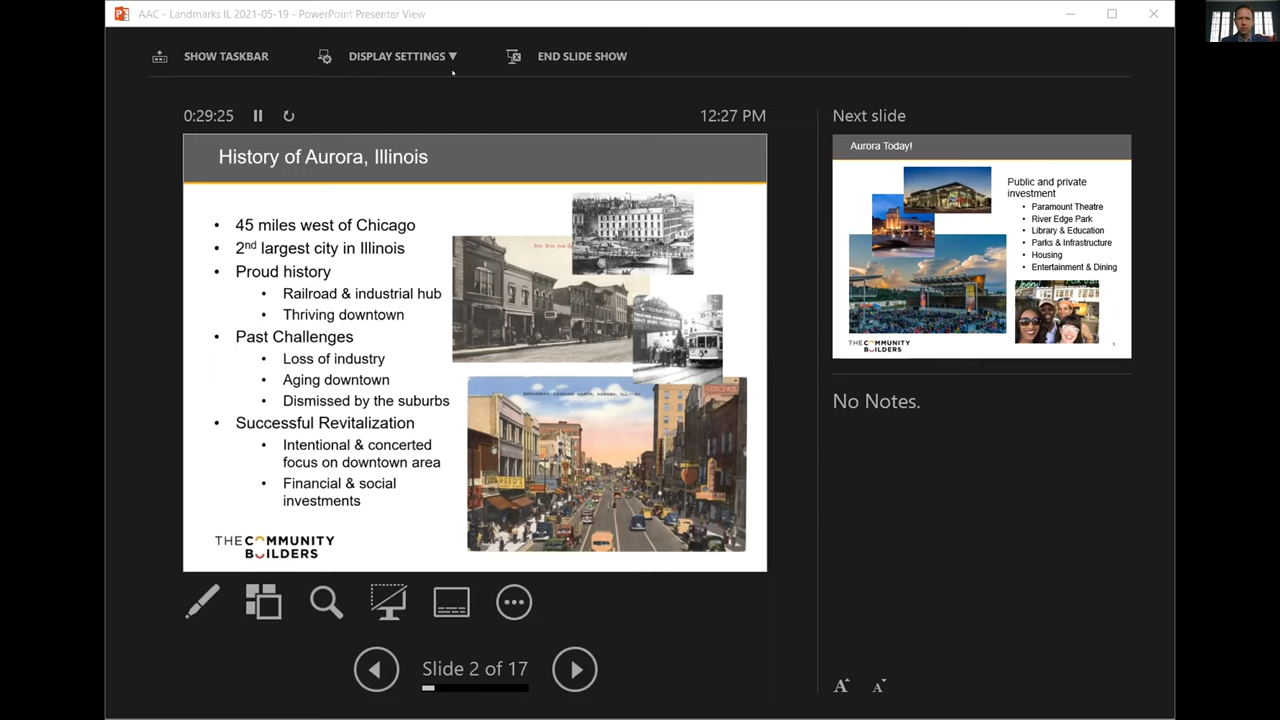 AAC - Landmarks IL 2021-05-19 - PowerPoint Presenter View
SHOW TASKBAR
DISPLAY SETTINGS ▼
END SLIDE SHOW
0:29:25
12:27 PM
History of Aurora, Illinois
• 45 miles west of Chicago
• 2nd largest city in Illinois
• Proud history
• Railroad & industrial hub
• Thriving downtown
• Past Challenges
• Loss of industry
• Aging downtown
• Dismissed by the suburbs
• Successful Revitalization
• Intentional & concerted
focus on downtown area
• Financial & social
investments
BROADWAY, LOOKING NORTH, AURORA, ILL.
THE COMMUNITY
BUILDERS
Slide 2 of 17
Next slide
Aurora Today!
Public and private
investment
• Paramount Theatre
• River Edge Park
• Library & Education
• Parks & Infrastructure
• Housing
• Entertainment & Dining
THE COMMUNITY
BUILDERS
No Notes.
A A